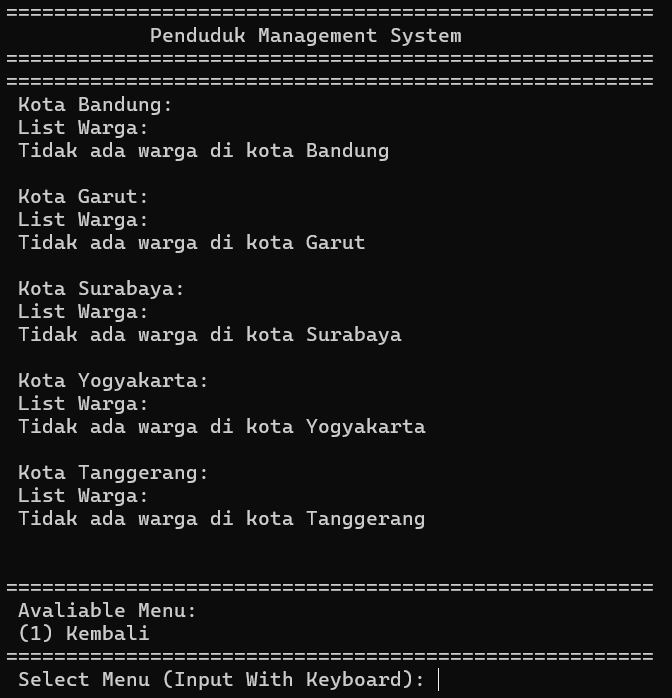 ======================================================
Penduduk Management System
======================================================
======================================================
Kota Bandung:
List Warga:
Tidak ada warga di kota Bandung
Kota Garut:
List Warga:
Tidak ada warga di kota Garut
Kota Surabaya:
List Warga:
Tidak ada warga di kota Surabaya
Kota Yogyakarta:
List Warga:
Tidak ada warga di kota Yogyakarta
Kota Tanggerang:
List Warga:
Tidak ada warga di kota Tanggerang
======================================================
Avaliable Menu:
(1) Kembali
======================================================
Select Menu (Input With Keyboard):